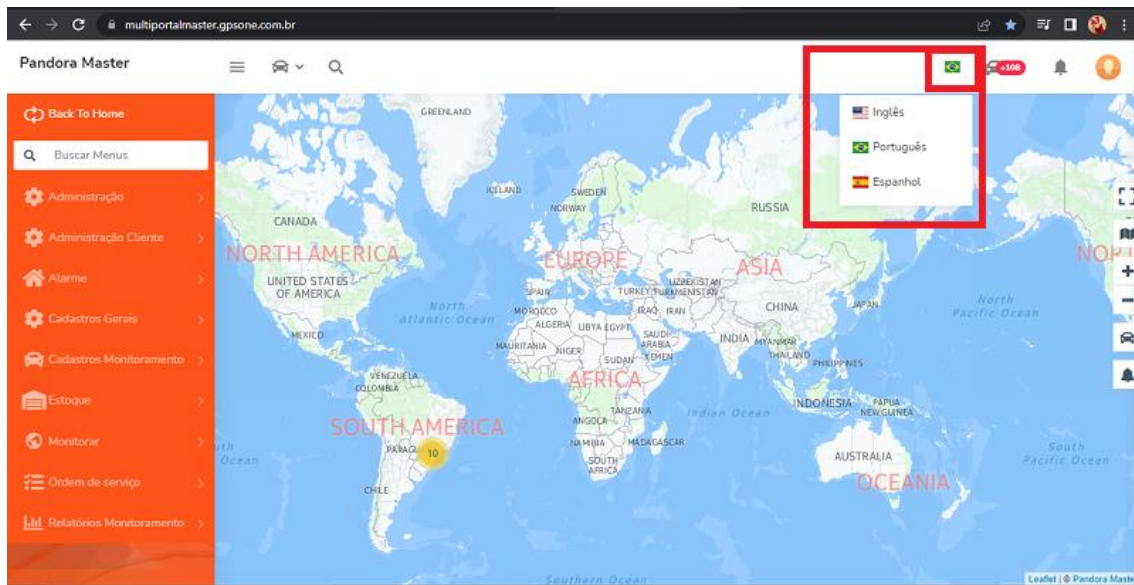 multiportalmaster.gpsone.com.br
Pandora Master
+108
Back To Home
Buscar Menus
Administração
Administração Cliente
Alarme
Cadastros Gerais
Cadastros Monitoramento
Estoque
Monitorar
Ordem de serviço
Relatórios Monitoramento
Inglês
Português
Espanhol
GREENLAND
ICELAND
SWEDEN
NORWAY
RUSSIA
CANADA
NORTH AMERICA
EUROPE
ASIA
UNITED STATES
OF AMERICA
SPAIN
TURKEY
UZBEKISTAN
TURKMENISTAN
CHINA
JAPAN
North
Atlantic Ocean
North
Pacific Ocean
MOROCCO
IRAQ
IRAN
MEXICO
ALGERIA
LIBYA
EGYPT
SAUDI
ARABIA
INDIA
MYANMAR
MAURITANIA
NIGER
SUDAN
YEMEN
THAILAND
PHILIPPINES
VENEZUELA
COLOMBIA
AFRICA
SOUTH AMERICA
TANZANIA
ANGOLA
Indian Ocean
INDONESIA
PAPUA
NEW GUINEA
10
NAMIBIA
MADAGASCAR
SOUTH
AFRICA
AUSTRALIA
OCEANIA
South
Pacific Ocean
CHILE
Southern Ocean
Leaflet | © Pandora Maste